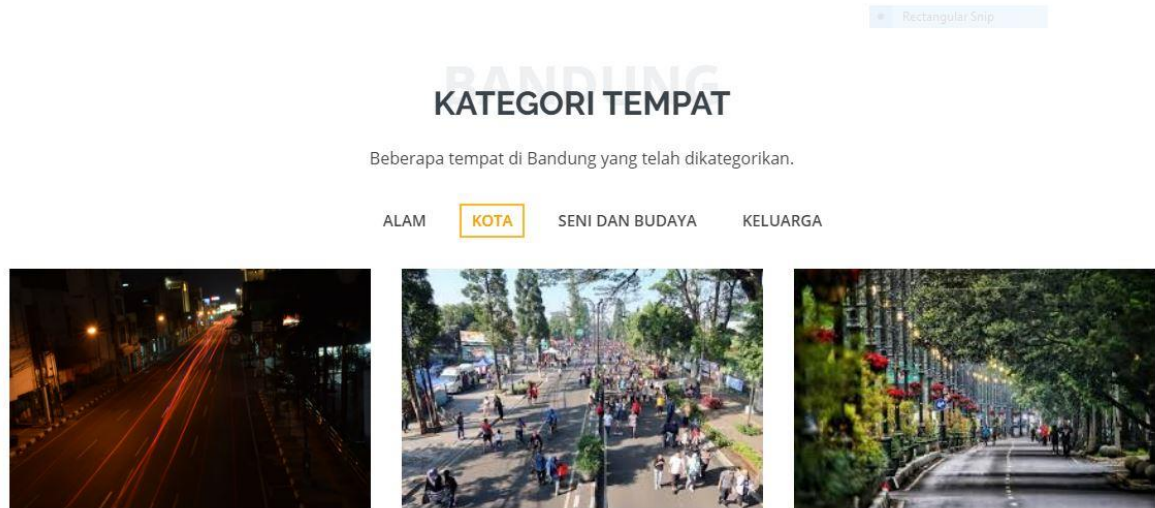 Rectangular Snip
BANDUNG
KATEGORI TEMPAT
Beberapa tempat di Bandung yang telah dikategorikan.
ALAM KOTA SENI DAN BUDAYA KELUARGA